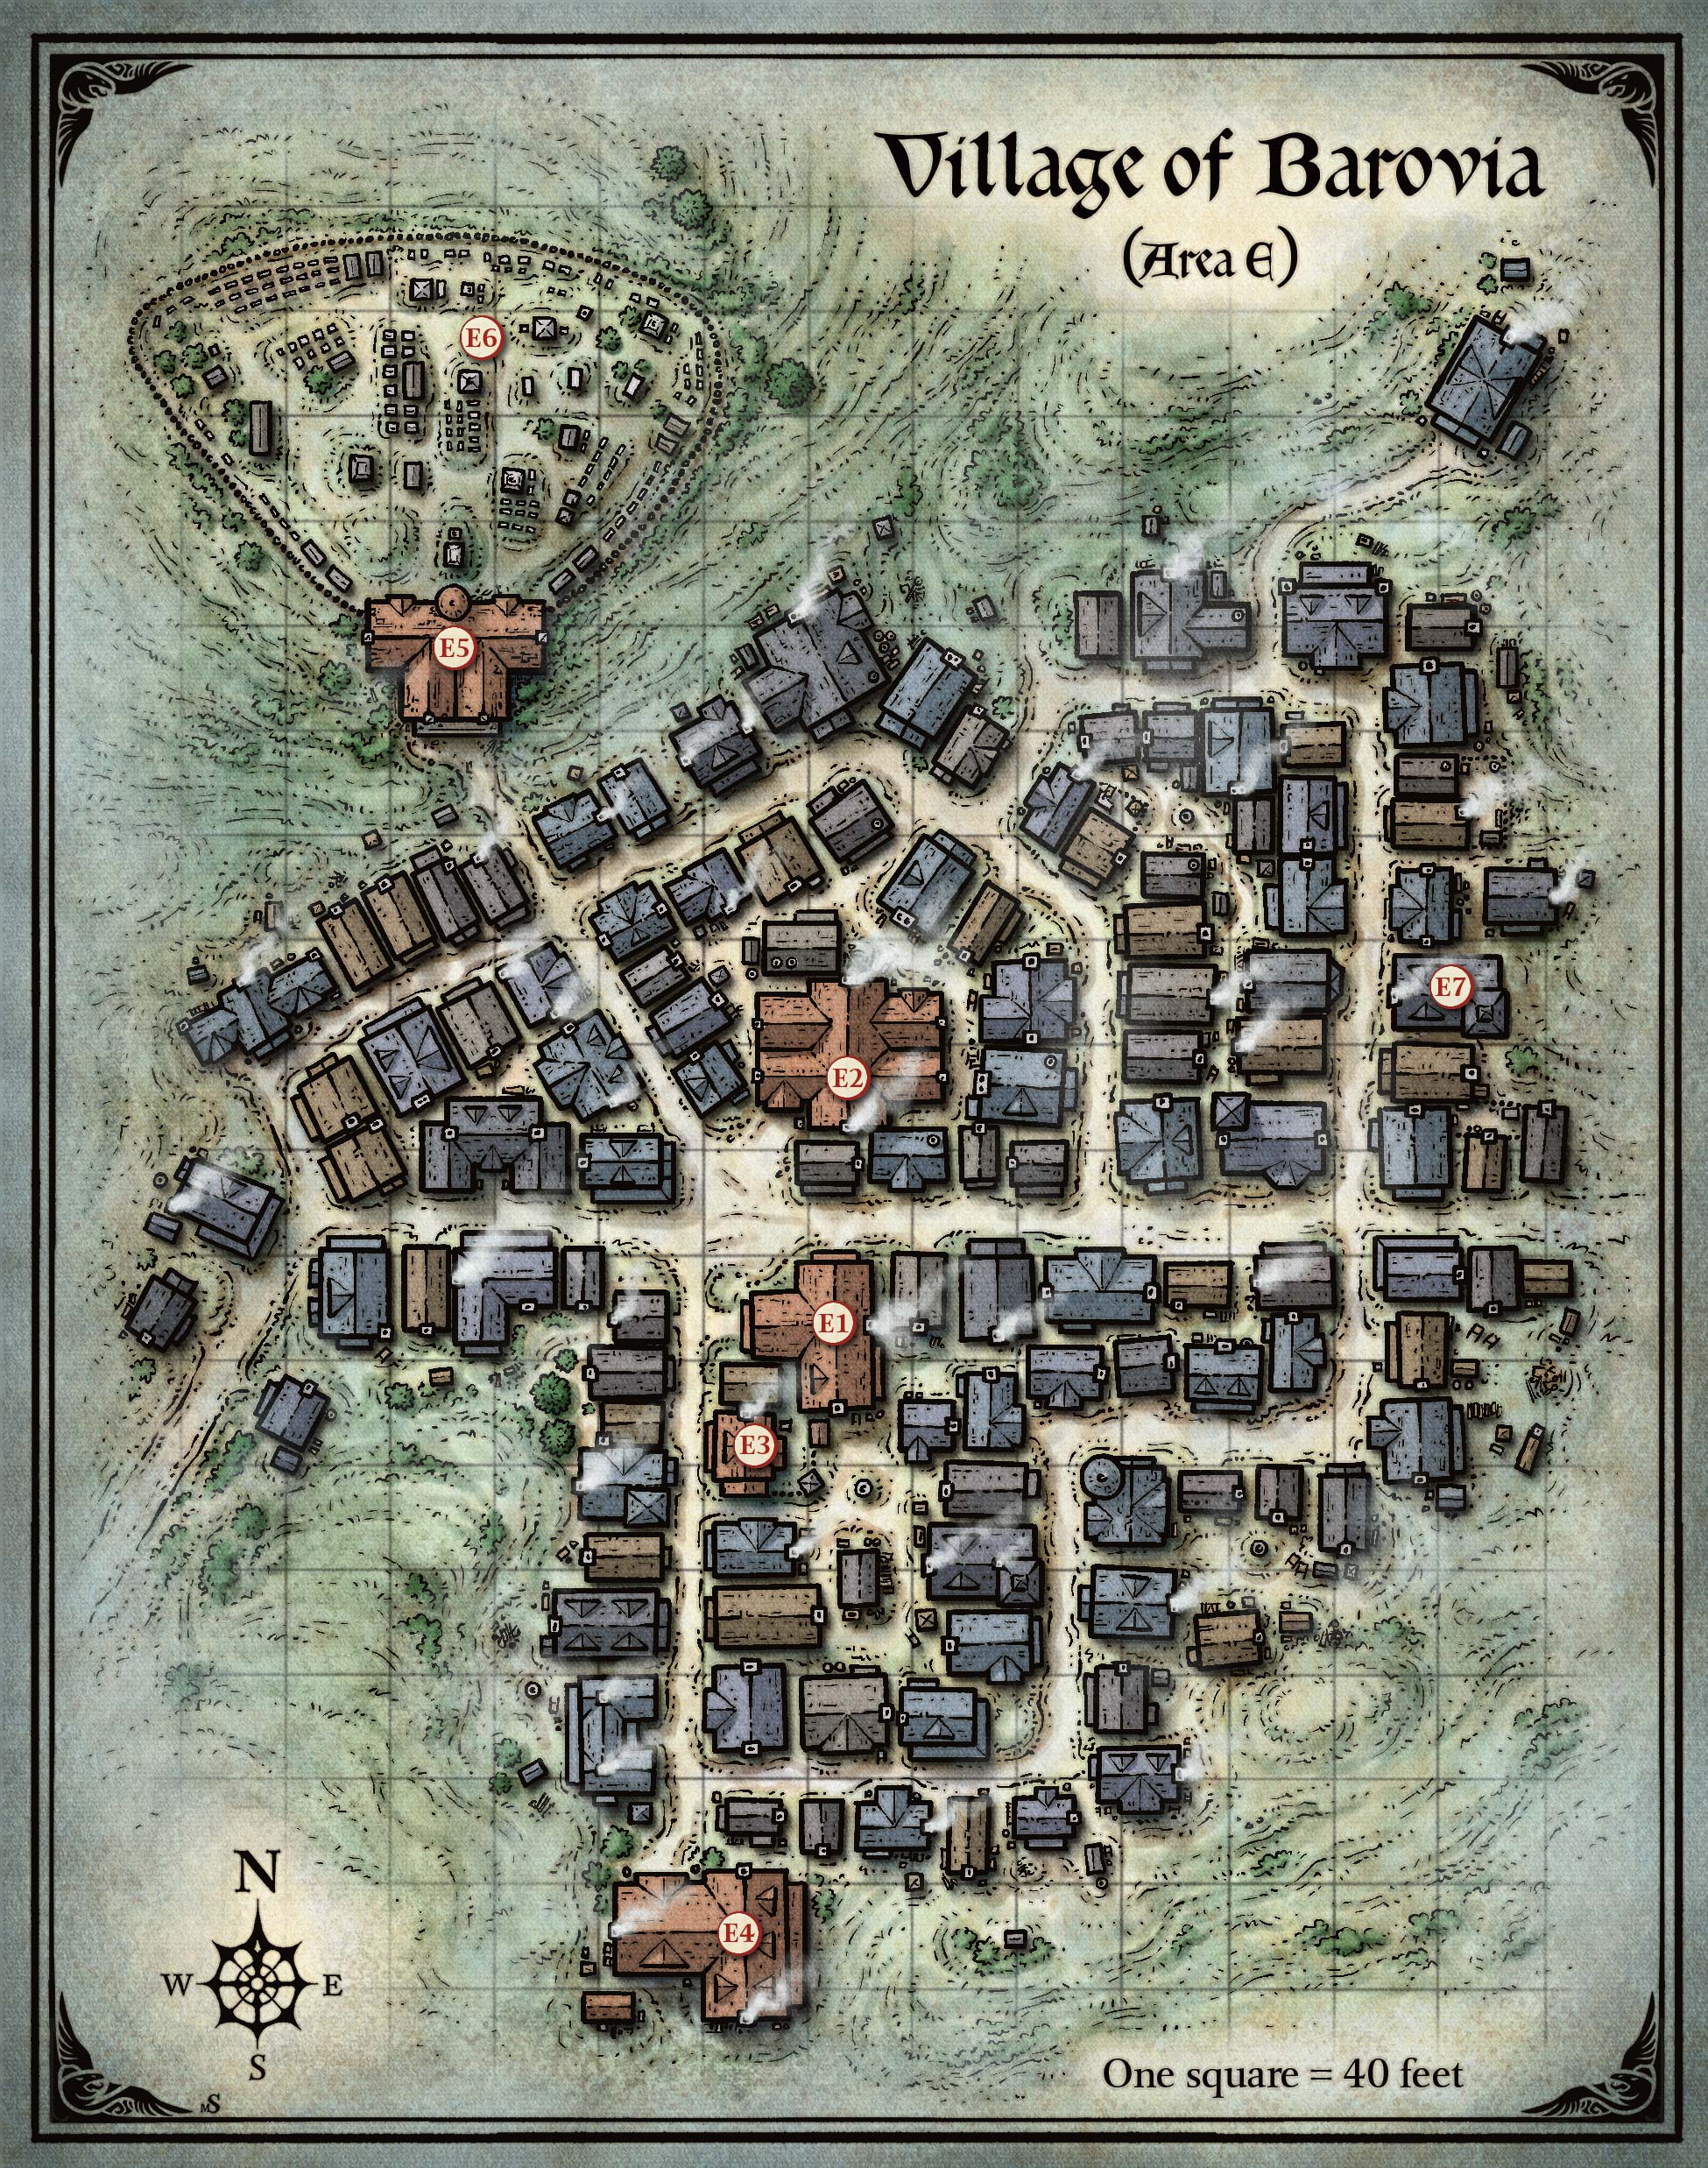 Village of Barovia
(Area E)
E6
E5
E7
E2
E1
E3
E4
N
W E
S
MS
One square = 40 feet